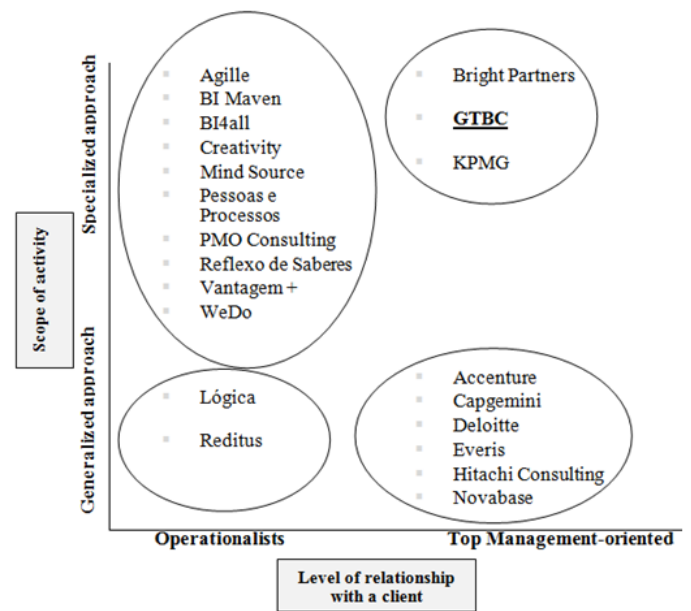 Specialized approach
Scope of activity
Generalized approach
Agille
BI Maven
BI4all
Creativity
Mind Source
Pessoas e
Processos
PMO Consulting
Reflexo de Saberes
Vantagem +
WeDo
Bright Partners
GTBC
KPMG
Lógica
Reditus
Accenture
Capgemini
Deloitte
Everis
Hitachi Consulting
Novabase
Operationalists
Top Management-oriented
Level of relationship
with a client